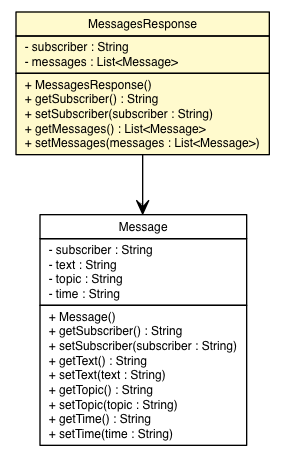 MessagesResponse
- subscriber : String
- messages : List<Message>
+ MessagesResponse()
+ getSubscriber() : String
+ setSubscriber(subscriber : String)
+ getMessages() : List<Message>
+ setMessages(messages : List<Message>)
Message
- subscriber : String
- text : String
- topic : String
- time : String
+ Message()
+ getSubscriber() : String
+ setSubscriber(subscriber : String)
+ getText() : String
+ setText(text : String)
+ getTopic() : String
+ setTopic(topic : String)
+ getTime() : String
+ setTime(time : String)